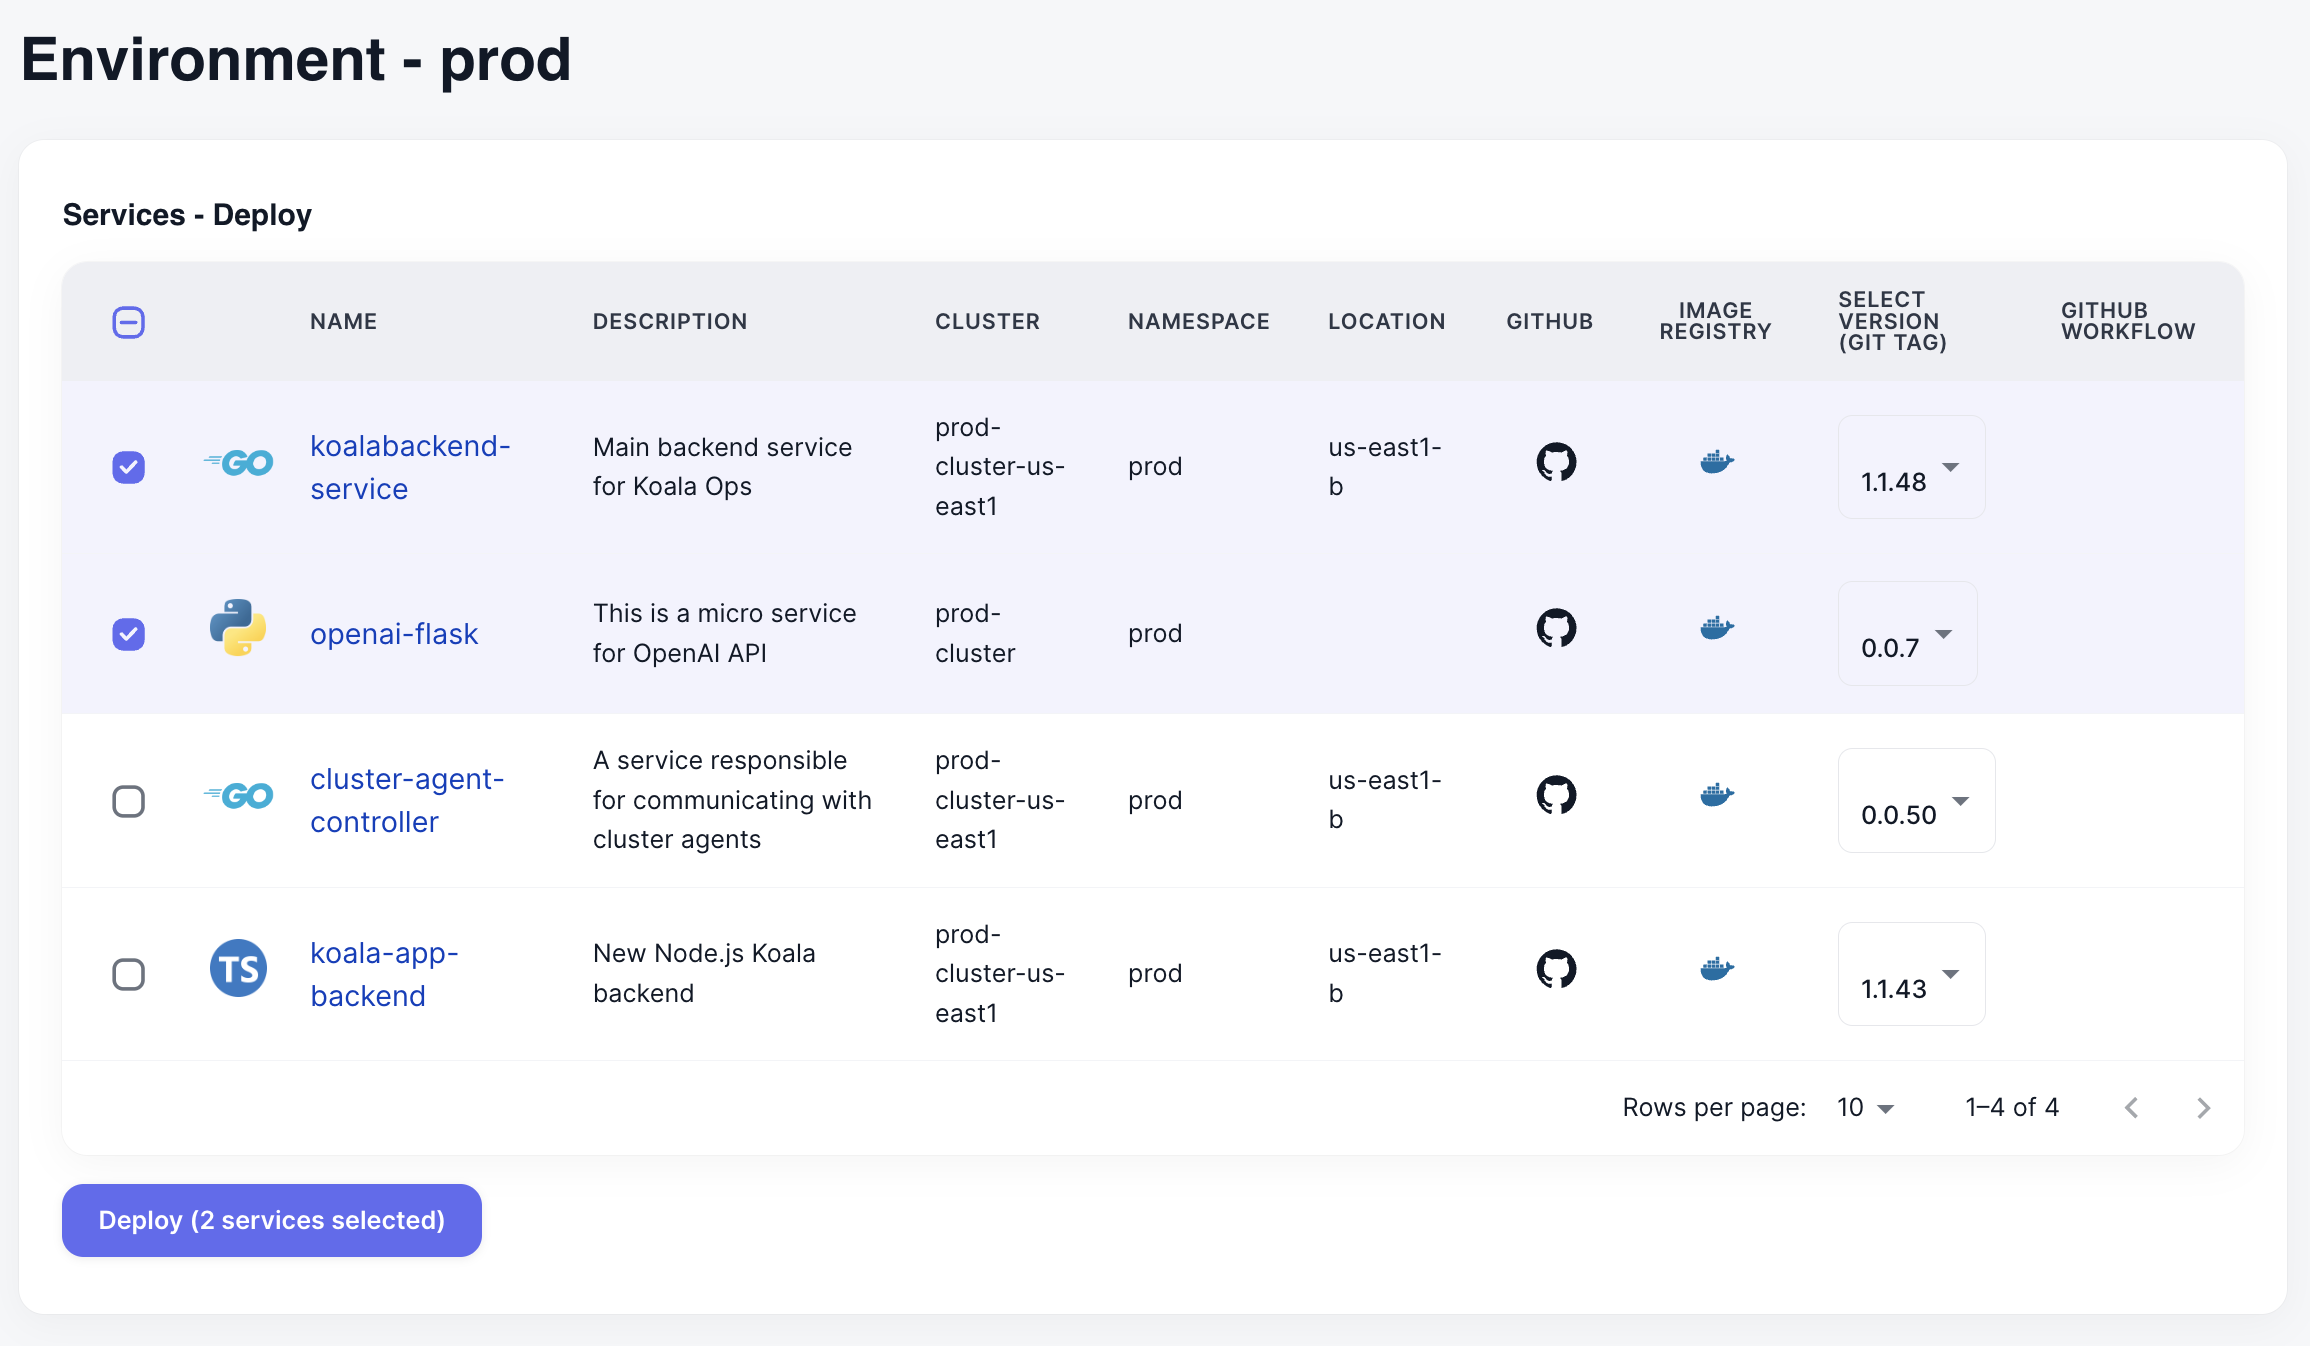 Environment - prod
Services - Deploy
NAME
DESCRIPTION
CLUSTER
NAMESPACE
LOCATION
GITHUB
IMAGE
REGISTRY
SELECT
VERSION
(GIT TAG)
GITHUB
WORKFLOW
GO
koalabackend-
service
Main backend service
for Koala Ops
prod-
cluster-us-
east1
prod
us-east1-
b
1.1.48
openai-flask
This is a micro service
for OpenAI API
prod-
cluster
prod
0.0.7
GO
cluster-agent-
controller
A service responsible
for communicating with
cluster agents
prod-
cluster-us-
east1
prod
us-east1-
b
0.0.50
TS
koala-app-
backend
New Node.js Koala
backend
prod-
cluster-us-
east1
prod
us-east1-
b
1.1.43
Rows per page: 10 1–4 of 4
Deploy (2 services selected)